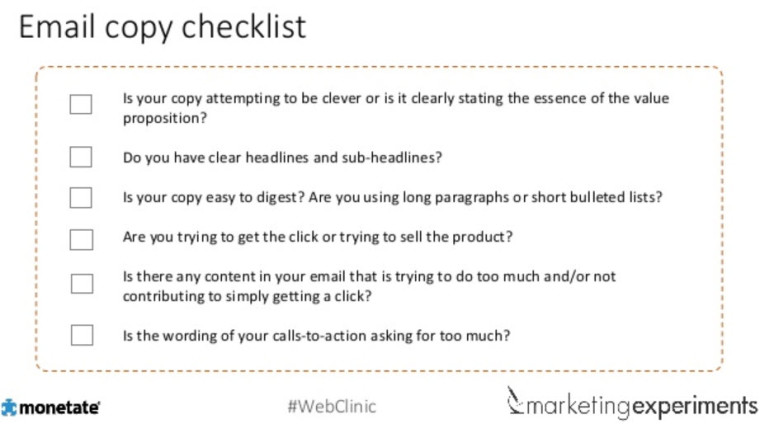 Email copy checklist
Is your copy attempting to be clever or is it clearly stating the essence of the value
proposition?
Do you have clear headlines and sub-headlines?
Is your copy easy to digest? Are you using long paragraphs or short bulleted lists?
Are you trying to get the click or trying to sell the product?
Is there any content in your email that is trying to do too much and/or not
contributing to simply getting a click?
Is the wording of your calls-to-action asking for too much?
monetate #WebClinic marketingexperiments